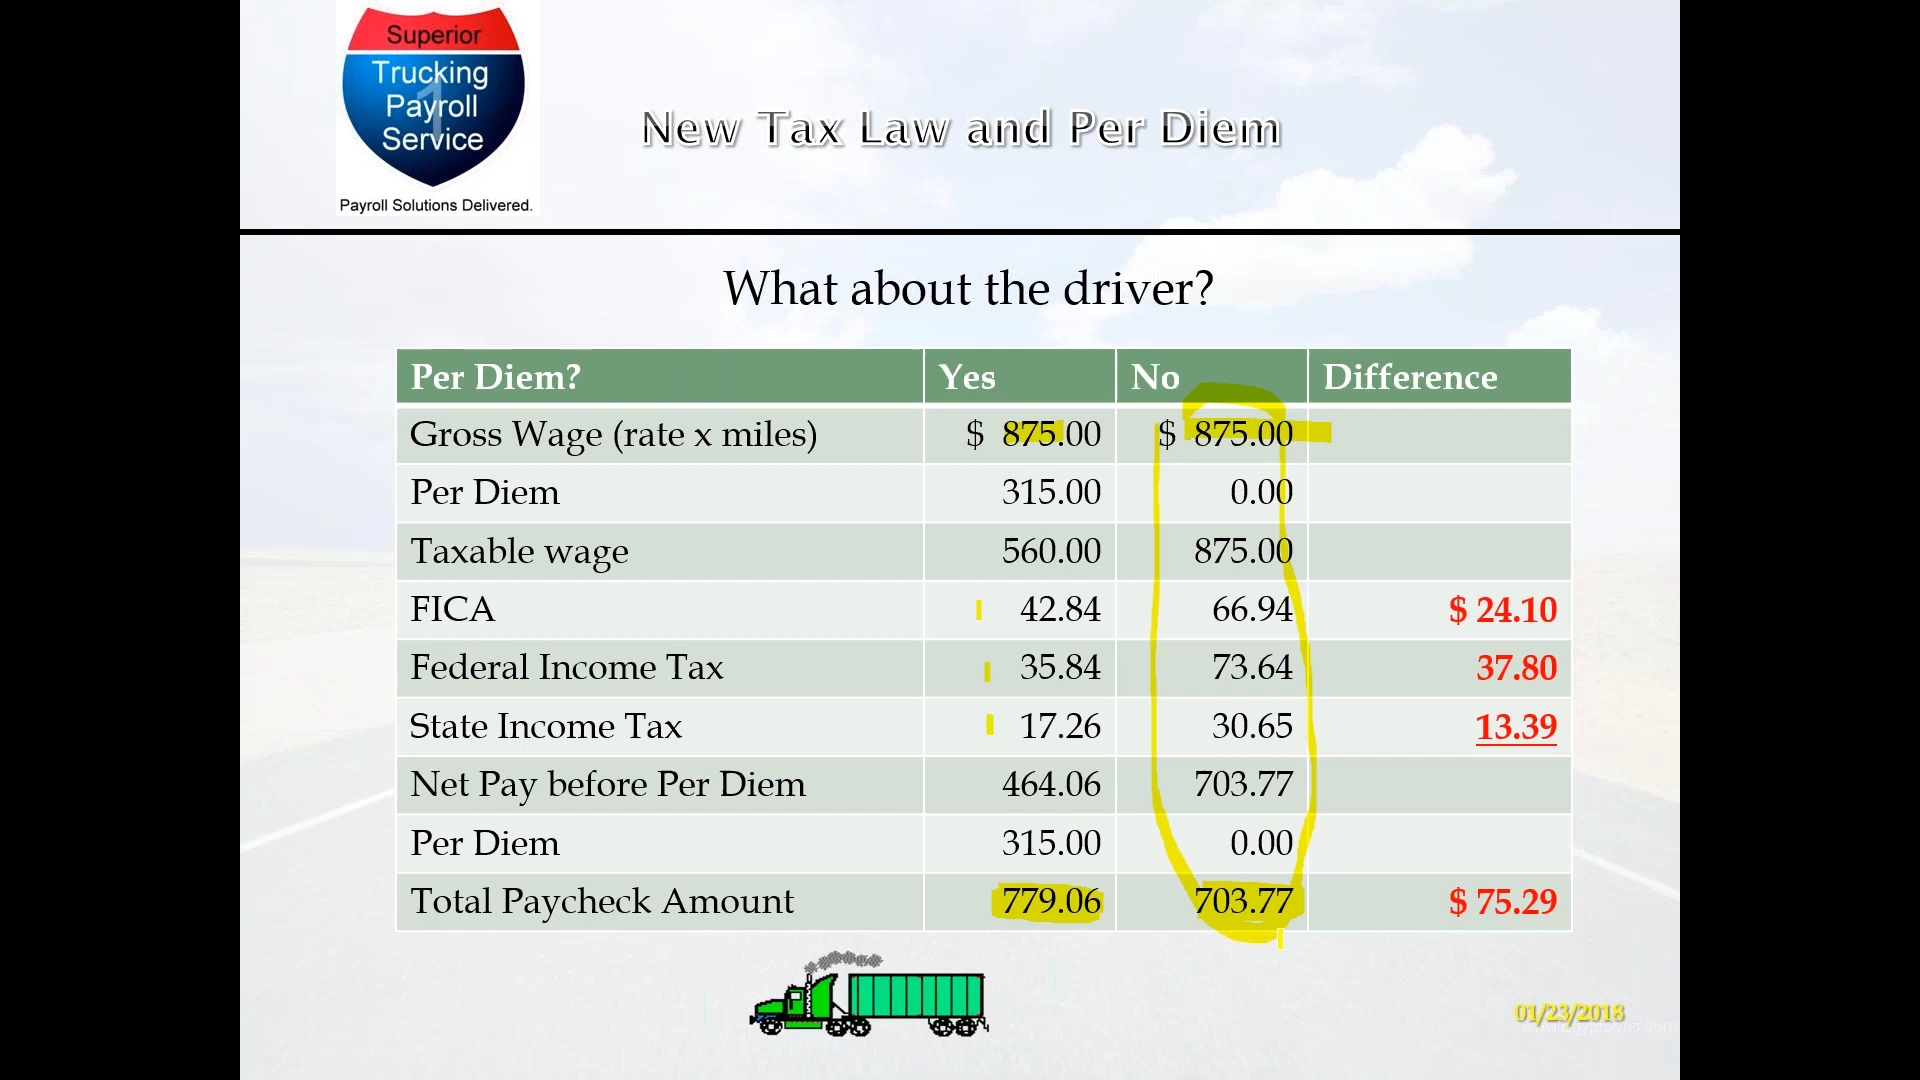 Superior
Trucking
Payroll
Service
Payroll Solutions Delivered.
New Tax Law and Per Diem
What about the driver?
Per Diem? Yes No Difference
Gross Wage (rate x miles) $ 875.00 $ 875.00
Per Diem 315.00 0.00
Taxable wage 560.00 875.00
FICA 42.84 66.94 $ 24.10
Federal Income Tax 35.84 73.64 37.80
State Income Tax 17.26 30.65 13.39
Net Pay before Per Diem 464.06 703.77
Per Diem 315.00 0.00
Total Paycheck Amount 779.06 703.77 $ 75.29
01/23/2018